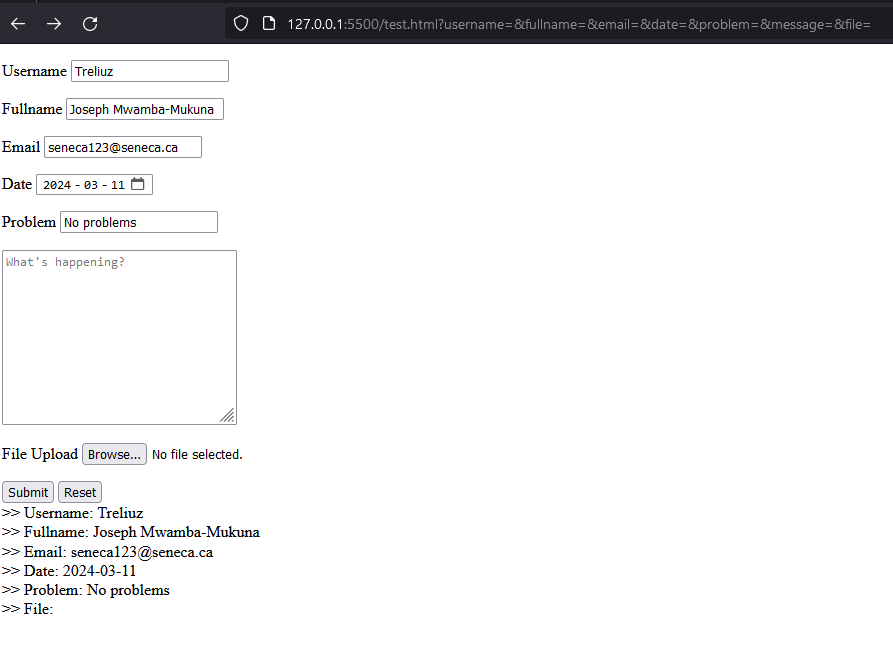 127.0.0.1:5500/test.html?username=&fullname=&email=&date=&problem=&message=&file=
Username Treliuz
Fullname Joseph Mwamba-Mukuna
Email seneca123@seneca.ca
Date 2024 - 03 - 11
Problem No problems
What's happening?
File Upload Browse... No file selected.
Submit Reset
>> Username: Treliuz
>> Fullname: Joseph Mwamba-Mukuna
>> Email: seneca123@seneca.ca
>> Date: 2024-03-11
>> Problem: No problems
>> File: